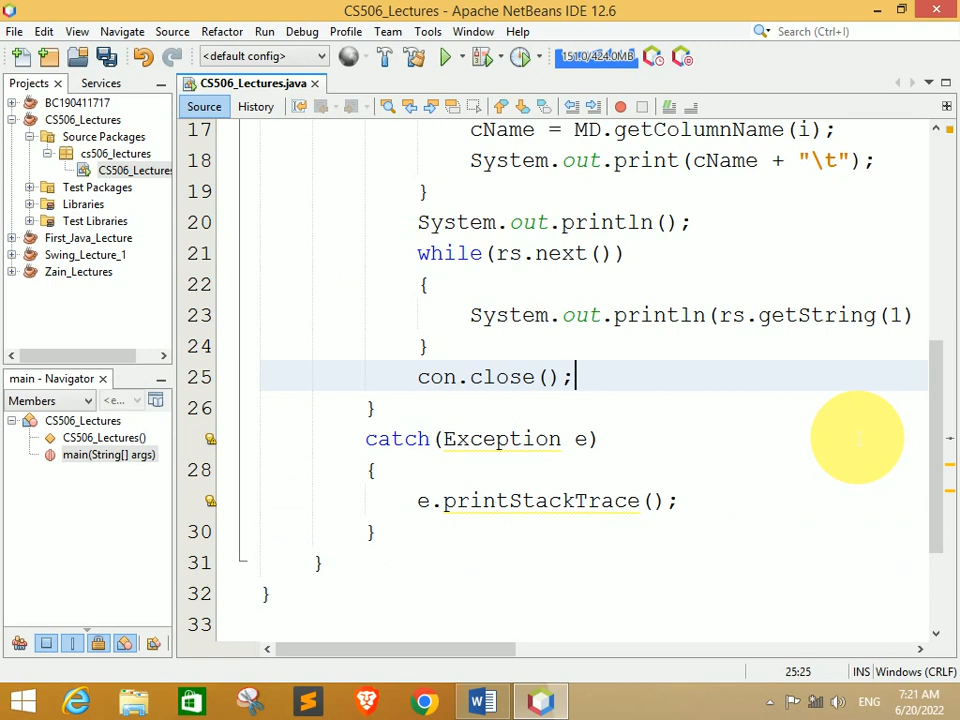 CS506_Lectures - Apache NetBeans IDE 12.6
File Edit View Navigate Source Refactor Run Debug Profile Team Tools Window Help
Search (Ctrl+I)
<default config>
151.0/424.0MB
Projects
Services
CS506_Lectures.java
BC190411717
CS506_Lectures
Source Packages
cs506_lectures
CS506_Lectures
Test Packages
Libraries
Test Libraries
First_Java_Lecture
Swing_Lecture_1
Zain_Lectures
main - Navigator
Members
<e...
CS506_Lectures
CS506_Lectures()
main(String[] args)
Source
History
17 cName = MD.getColumnName(i);
18 System.out.print(cName + "\t");
19 }
20 System.out.println();
21 while(rs.next())
22 {
23 System.out.println(rs.getString(1)
24 }
25 con.close();
26 }
catch(Exception e)
28 {
e.printStackTrace();
30 }
31 }
32 }
33
25:25
INS
Windows (CRLF)
ENG
7:21 AM
6/20/2022